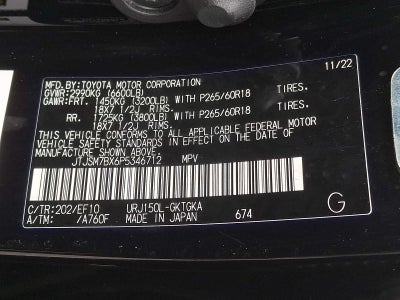 MFD.BY:TOYOTA MOTOR CORPORATION 11/22
GVWR:2990KG (6600LB)
GAWR:FRT. 1450KG (3200LB) WITH P265/60R18 TIRES.
18X7 1/2J RIMS.
RR. 1725KG (3800LB) WITH P265/60R18 TIRES.
18X7 1/2J RIMS.
THIS VEHICLE CONFORMS TO ALL APPLICABLE FEDERAL MOTOR
VEHICLE SAFETY STANDARDS IN EFFECT ON THE DATE OF
MANUFACTURE SHOWN ABOVE.
JTJSM7BX6P5346712 MPV
C/TR:202/EF10 URJ150L-GKTGKA
A/TM: /A760F MADE IN JAPAN 674 G